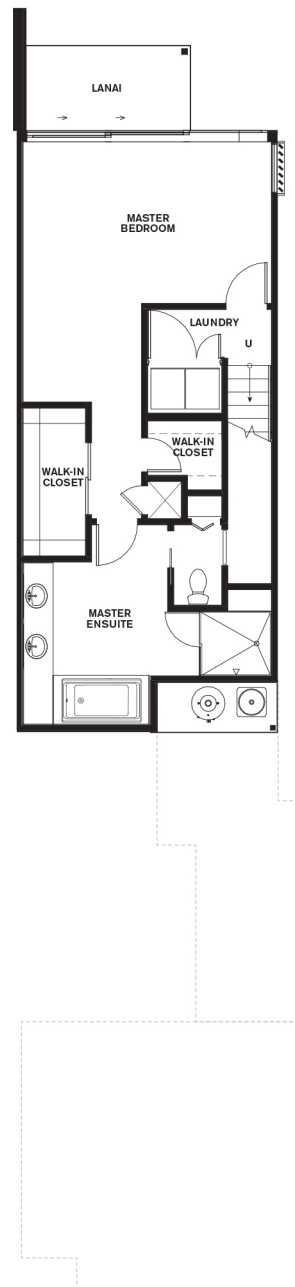 LANAI
MASTER
BEDROOM
LAUNDRY
U
WALK-IN
CLOSET
WALK-IN
CLOSET
MASTER
ENSUITE